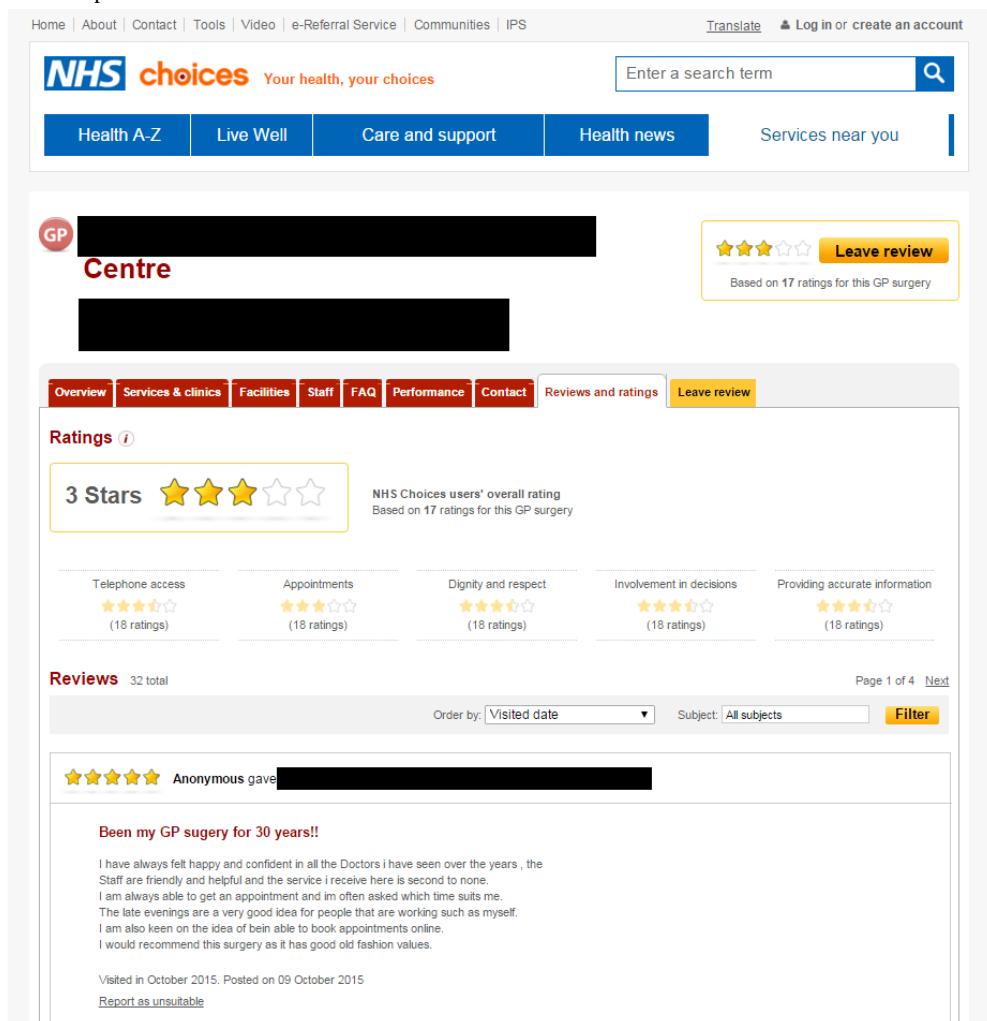 Home | About | Contact | Tools | Video | e-Referral Service | Communities | IPS Translate Log in or create an account
NHS choices Your health, your choices Enter a search term
Health A-Z Live Well Care and support Health news Services near you
GP
Centre
Leave review
Based on 17 ratings for this GP surgery
Overview Services & clinics Facilities Staff FAQ Performance Contact Reviews and ratings Leave review
Ratings i
3 Stars
NHS Choices users' overall rating
Based on 17 ratings for this GP surgery
Telephone access Appointments Dignity and respect Involvement in decisions Providing accurate information
(18 ratings) (18 ratings) (18 ratings) (18 ratings) (18 ratings)
Reviews 32 total Page 1 of 4 Next
Order by: Visited date Subject: All subjects Filter
Anonymous gave
Been my GP sugery for 30 years!!
I have always felt happy and confident in all the Doctors i have seen over the years , the
Staff are friendly and helpful and the service i receive here is second to none.
I am always able to get an appointment and im often asked which time suits me.
The late evenings are a very good idea for people that are working such as myself.
I am also keen on the idea of bein able to book appointments online.
I would recommend this surgery as it has good old fashion values.
Visited in October 2015. Posted on 09 October 2015
Report as unsuitable